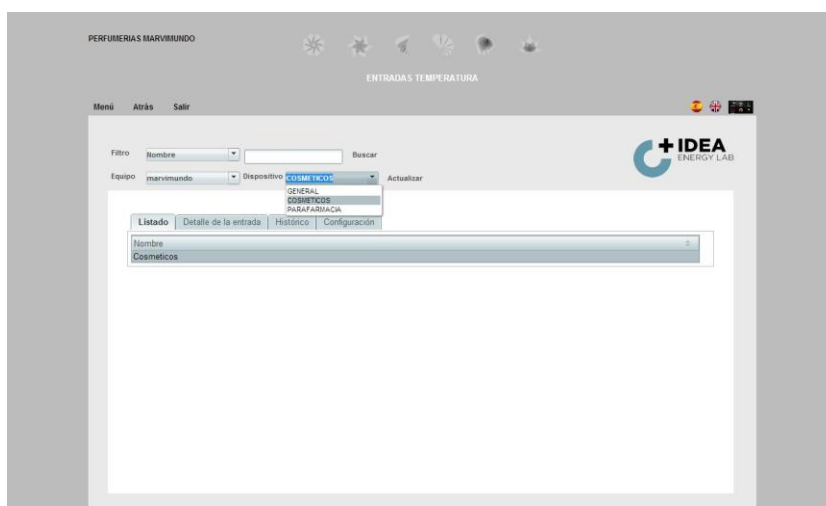 PERFUMERIAS MARVIMUNDO
ENTRADAS TEMPERATURA
Menú Atrás Salir
Filtro Nombre Buscar
+IDEA
ENERGY LAB
Equipo marvimundo Dispositivo COSMETICOS Actualizar
GENERAL
COSMETICOS
PARAFARMACIA
Listado Detalle de la entrada Histórico Configuración
Nombre
Cosmeticos